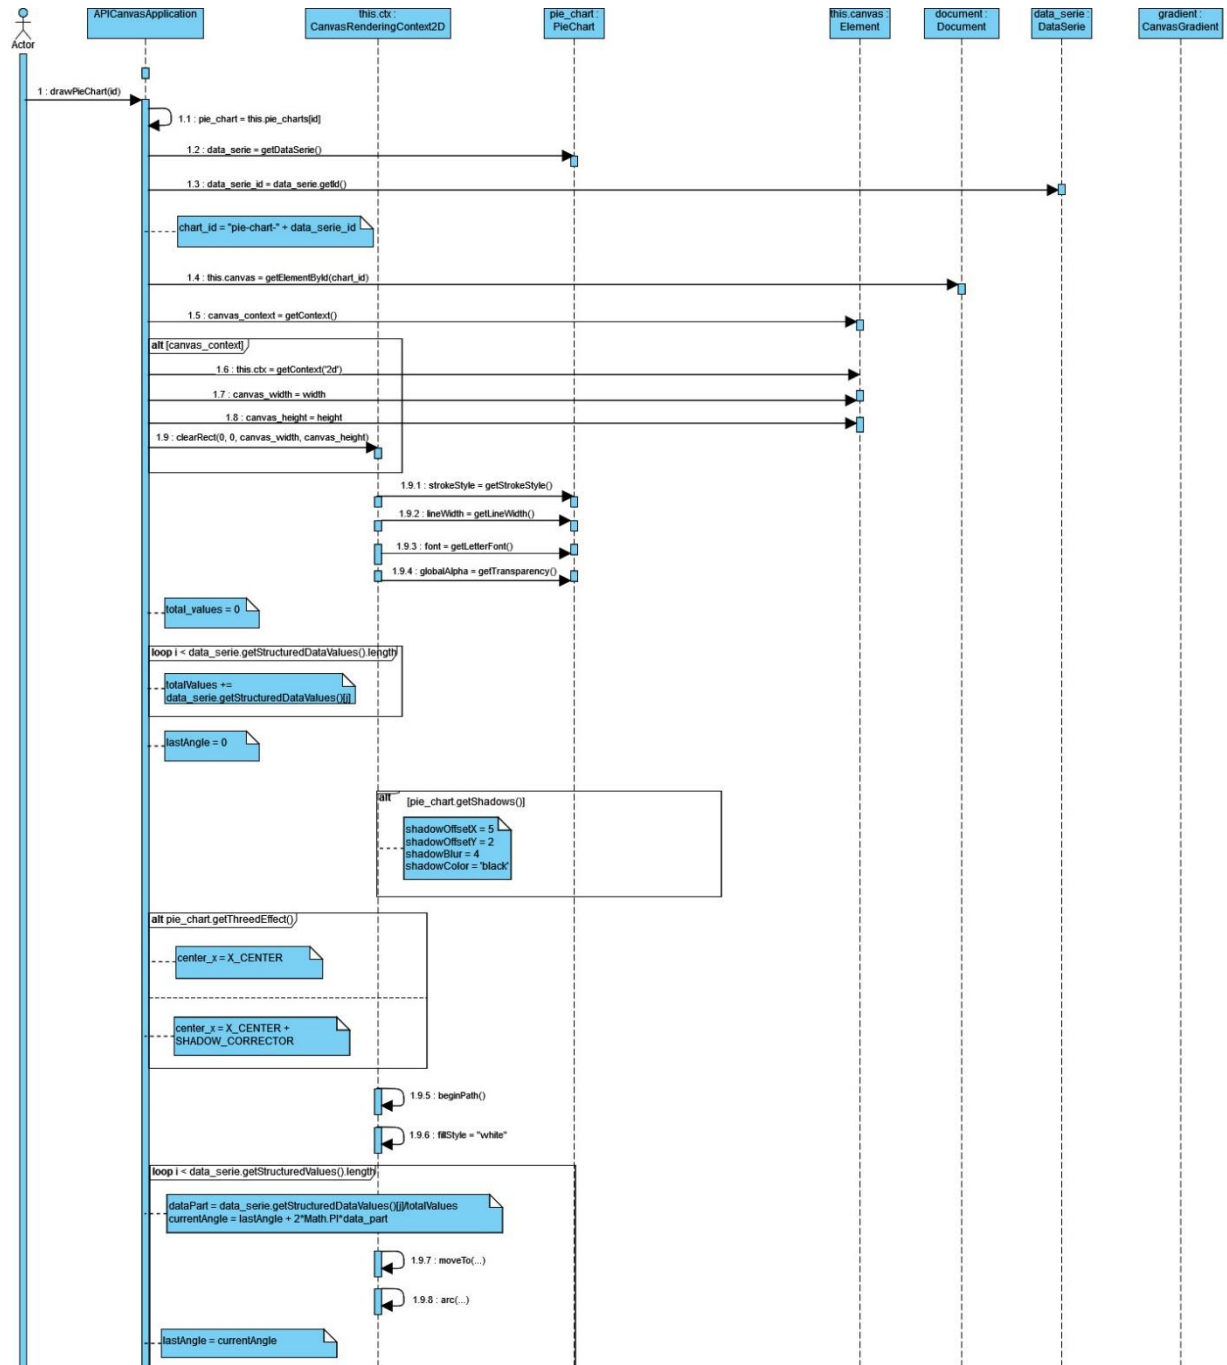 Actor
APICanvasApplication
this.ctx :
CanvasRenderingContext2D
pie_chart :
PieChart
this.canvas :
Element
document :
Document
data_serie :
DataSerie
gradient :
CanvasGradient
1 : drawPieChart(id)
1.1 : pie_chart = this.pie_charts[id]
1.2 : data_serie = getDataSerie()
1.3 : data_serie_id = data_serie.getId()
chart_id = "pie-chart-" + data_serie_id
1.4 : this.canvas = getElementById(chart_id)
1.5 : canvas_context = getContext()
alt [canvas_context]
1.6 : this.ctx = getContext('2d')
1.7 : canvas_width = width
1.8 : canvas_height = height
1.9 : clearRect(0, 0, canvas_width, canvas_height)
1.9.1 : strokeStyle = getStrokeStyle()
1.9.2 : lineWidth = getLineWidth()
1.9.3 : font = getLetterFont()
1.9.4 : globalAlpha = getTransparency()
total_values = 0
loop i < data_serie.getStructuredDataValues().length
totalValues +=
data_serie.getStructuredDataValues()[j]
lastAngle = 0
alt [pie_chart.getShadows()]
shadowOffsetX = 5
shadowOffsetY = 2
shadowBlur = 4
shadowColor = 'black'
alt pie_chart.getThreedEffect()
center_x = X_CENTER
center_x = X_CENTER +
SHADOW_CORRECTOR
1.9.5 : beginPath()
1.9.6 : fillStyle = "white"
loop i < data_serie.getStructuredValues().length
dataPart = data_serie.getStructuredDataValues()[j]/totalValues
currentAngle = lastAngle + 2*Math.PI*data_part
1.9.7 : moveTo(...)
1.9.8 : arc(...)
lastAngle = currentAngle